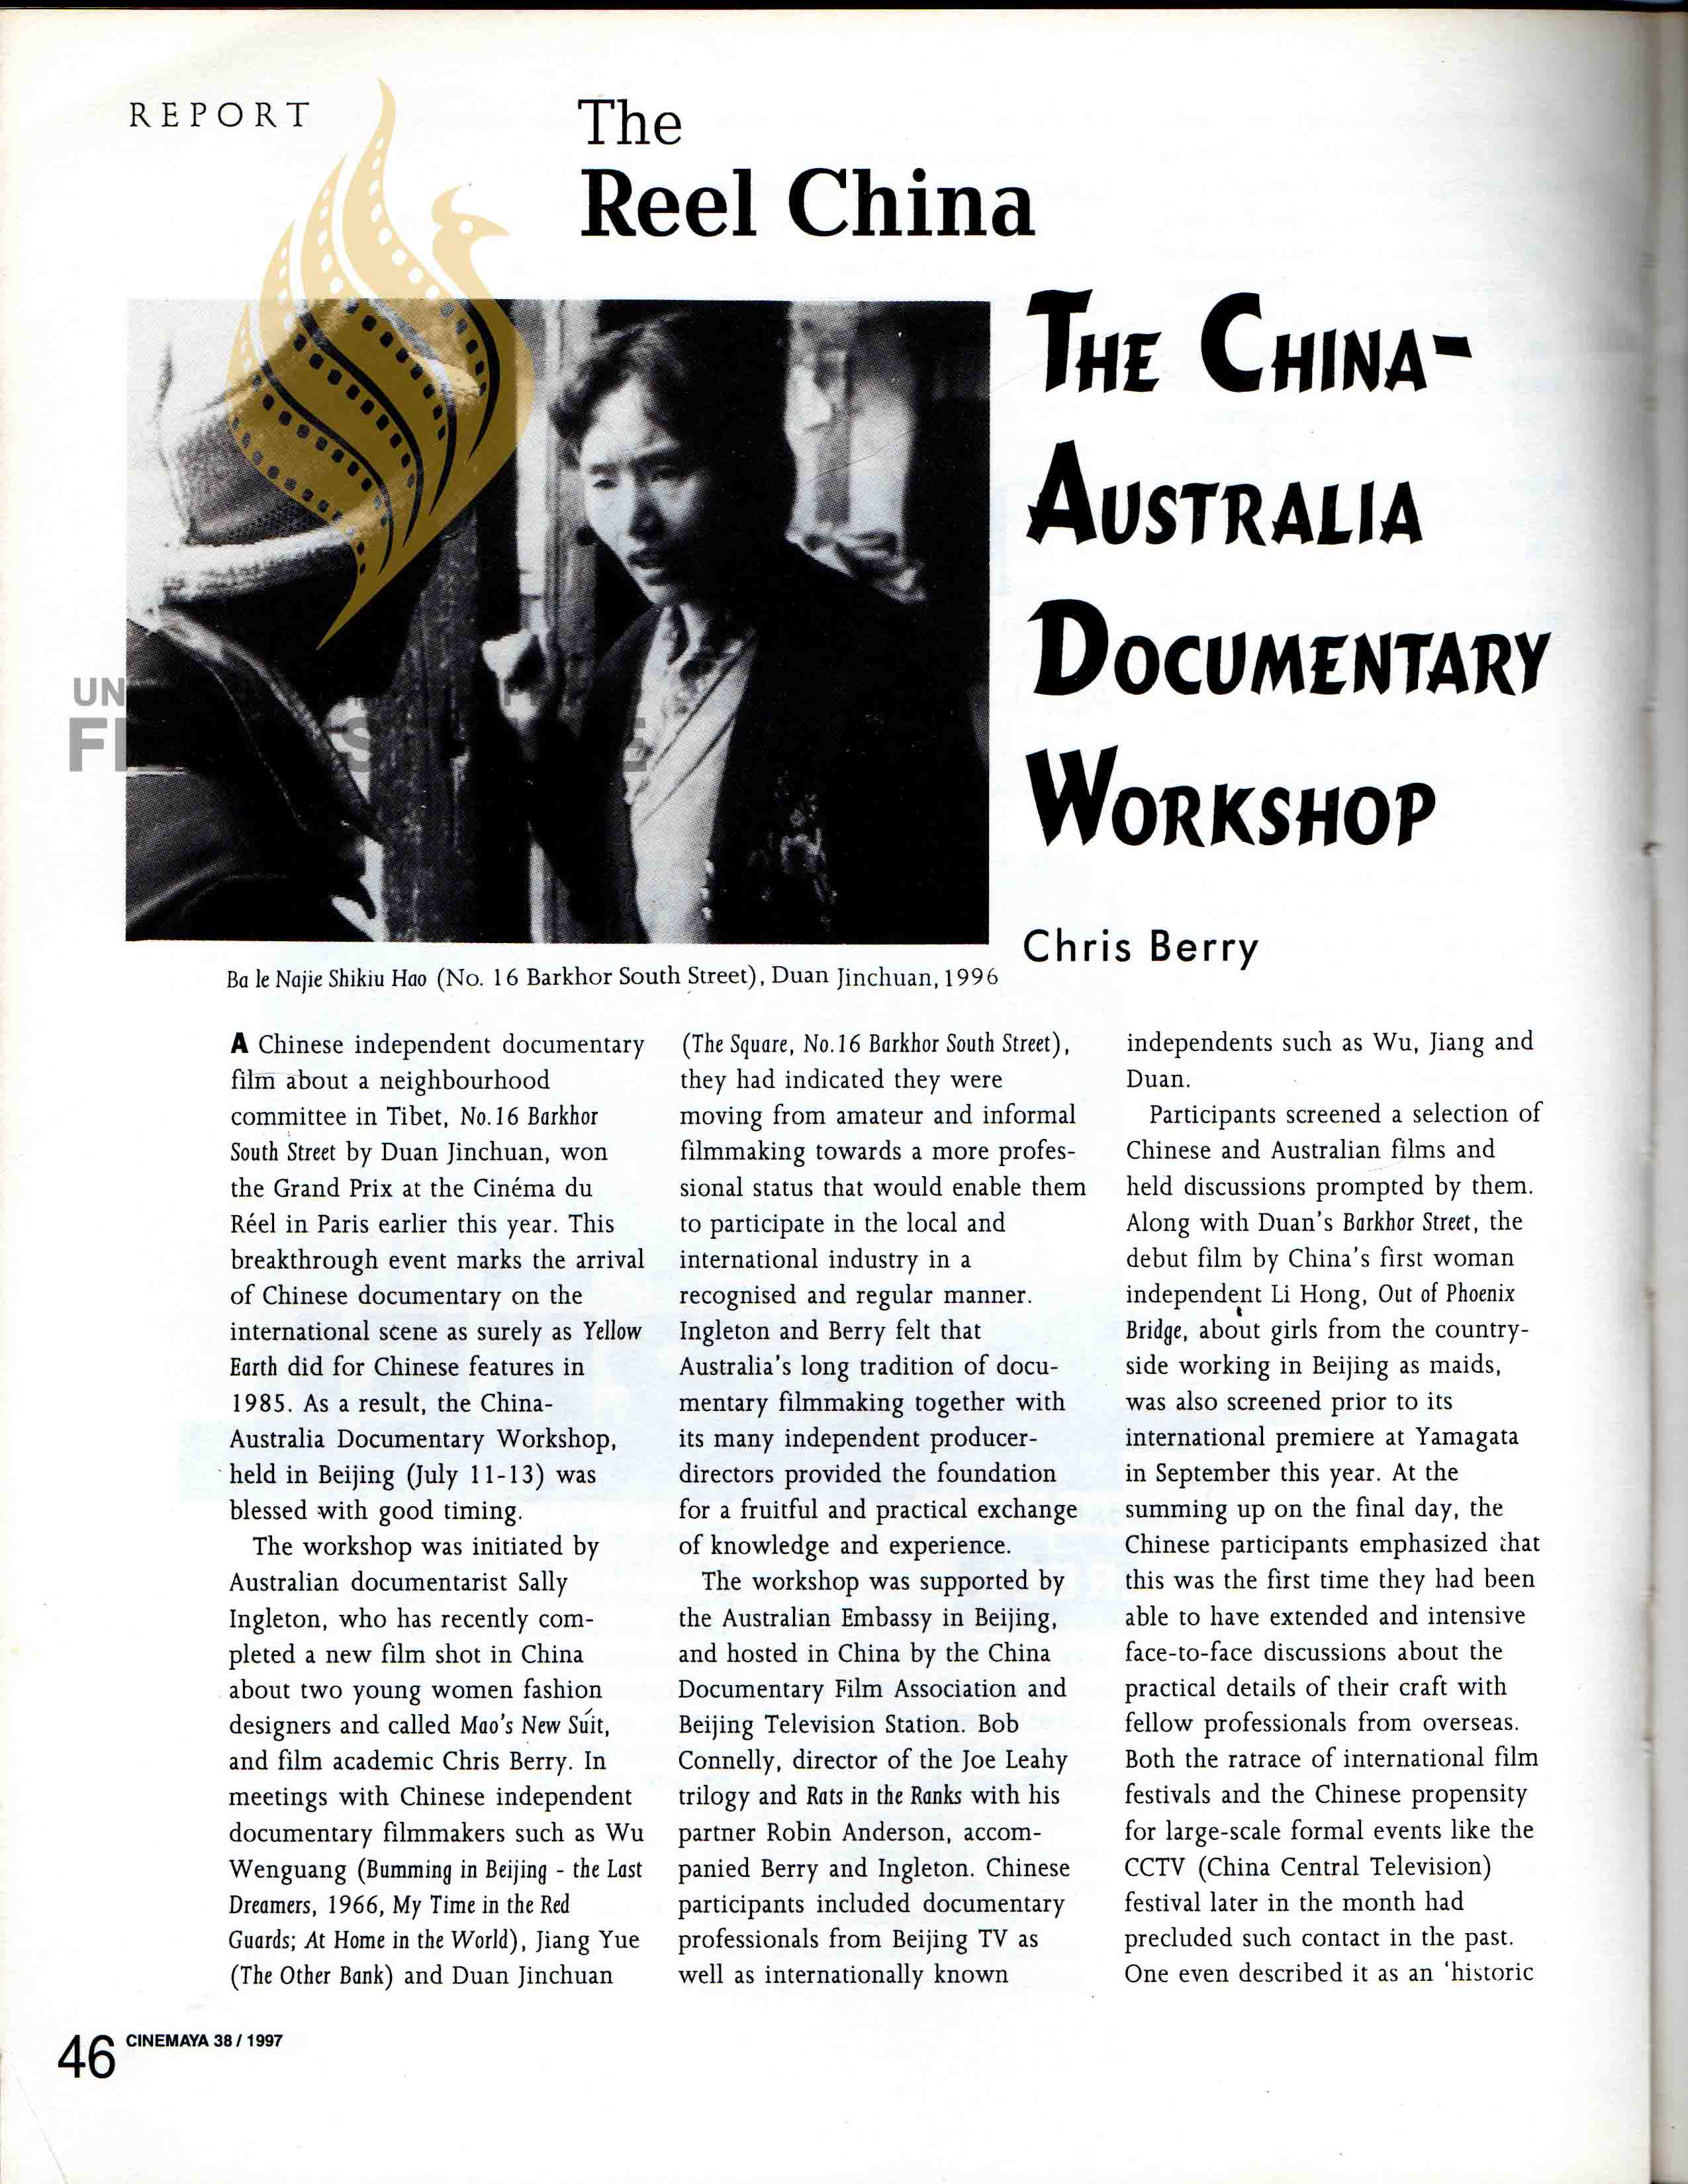 REPORT
The
Reel China
THE CHINA-
AUSTRALIA
DOCUMENTARY
WORKSHOP
Chris Berry
Ba le Najie Shikiu Hao (No. 16 Barkhor South Street), Duan Jinchuan, 1996
A Chinese independent documentary
film about a neighbourhood
committee in Tibet, No.16 Barkhor
South Street by Duan Jinchuan, won
the Grand Prix at the Cinéma du
Réel in Paris earlier this year. This
breakthrough event marks the arrival
of Chinese documentary on the
international scene as surely as Yellow
Earth did for Chinese features in
1985. As a result, the China-
Australia Documentary Workshop,
held in Beijing (July 11-13) was
blessed with good timing.
The workshop was initiated by
Australian documentarist Sally
Ingleton, who has recently com-
pleted a new film shot in China
about two young women fashion
designers and called Mao's New Suit,
and film academic Chris Berry. In
meetings with Chinese independent
documentary filmmakers such as Wu
Wenguang (Bumming in Beijing - the Last
Dreamers, 1966, My Time in the Red
Guards; At Home in the World), Jiang Yue
(The Other Bank) and Duan Jinchuan
(The Square, No.16 Barkhor South Street),
they had indicated they were
moving from amateur and informal
filmmaking towards a more profes-
sional status that would enable them
to participate in the local and
international industry in a
recognised and regular manner.
Ingleton and Berry felt that
Australia's long tradition of docu-
mentary filmmaking together with
its many independent producer-
directors provided the foundation
for a fruitful and practical exchange
of knowledge and experience.
The workshop was supported by
the Australian Embassy in Beijing,
and hosted in China by the China
Documentary Film Association and
Beijing Television Station. Bob
Connelly, director of the Joe Leahy
trilogy and Rats in the Ranks with his
partner Robin Anderson, accom-
panied Berry and Ingleton. Chinese
participants included documentary
professionals from Beijing TV as
well as internationally known
independents such as Wu, Jiang and
Duan.
Participants screened a selection of
Chinese and Australian films and
held discussions prompted by them.
Along with Duan's Barkhor Street, the
debut film by China's first woman
independent Li Hong, Out of Phoenix
Bridge, about girls from the country-
side working in Beijing as maids,
was also screened prior to its
international premiere at Yamagata
in September this year. At the
summing up on the final day, the
Chinese participants emphasized that
this was the first time they had been
able to have extended and intensive
face-to-face discussions about the
practical details of their craft with
fellow professionals from overseas.
Both the ratrace of international film
festivals and the Chinese propensity
for large-scale formal events like the
CCTV (China Central Television)
festival later in the month had
precluded such contact in the past.
One even described it as an 'historic
46 CINEMAYA 38 / 1997